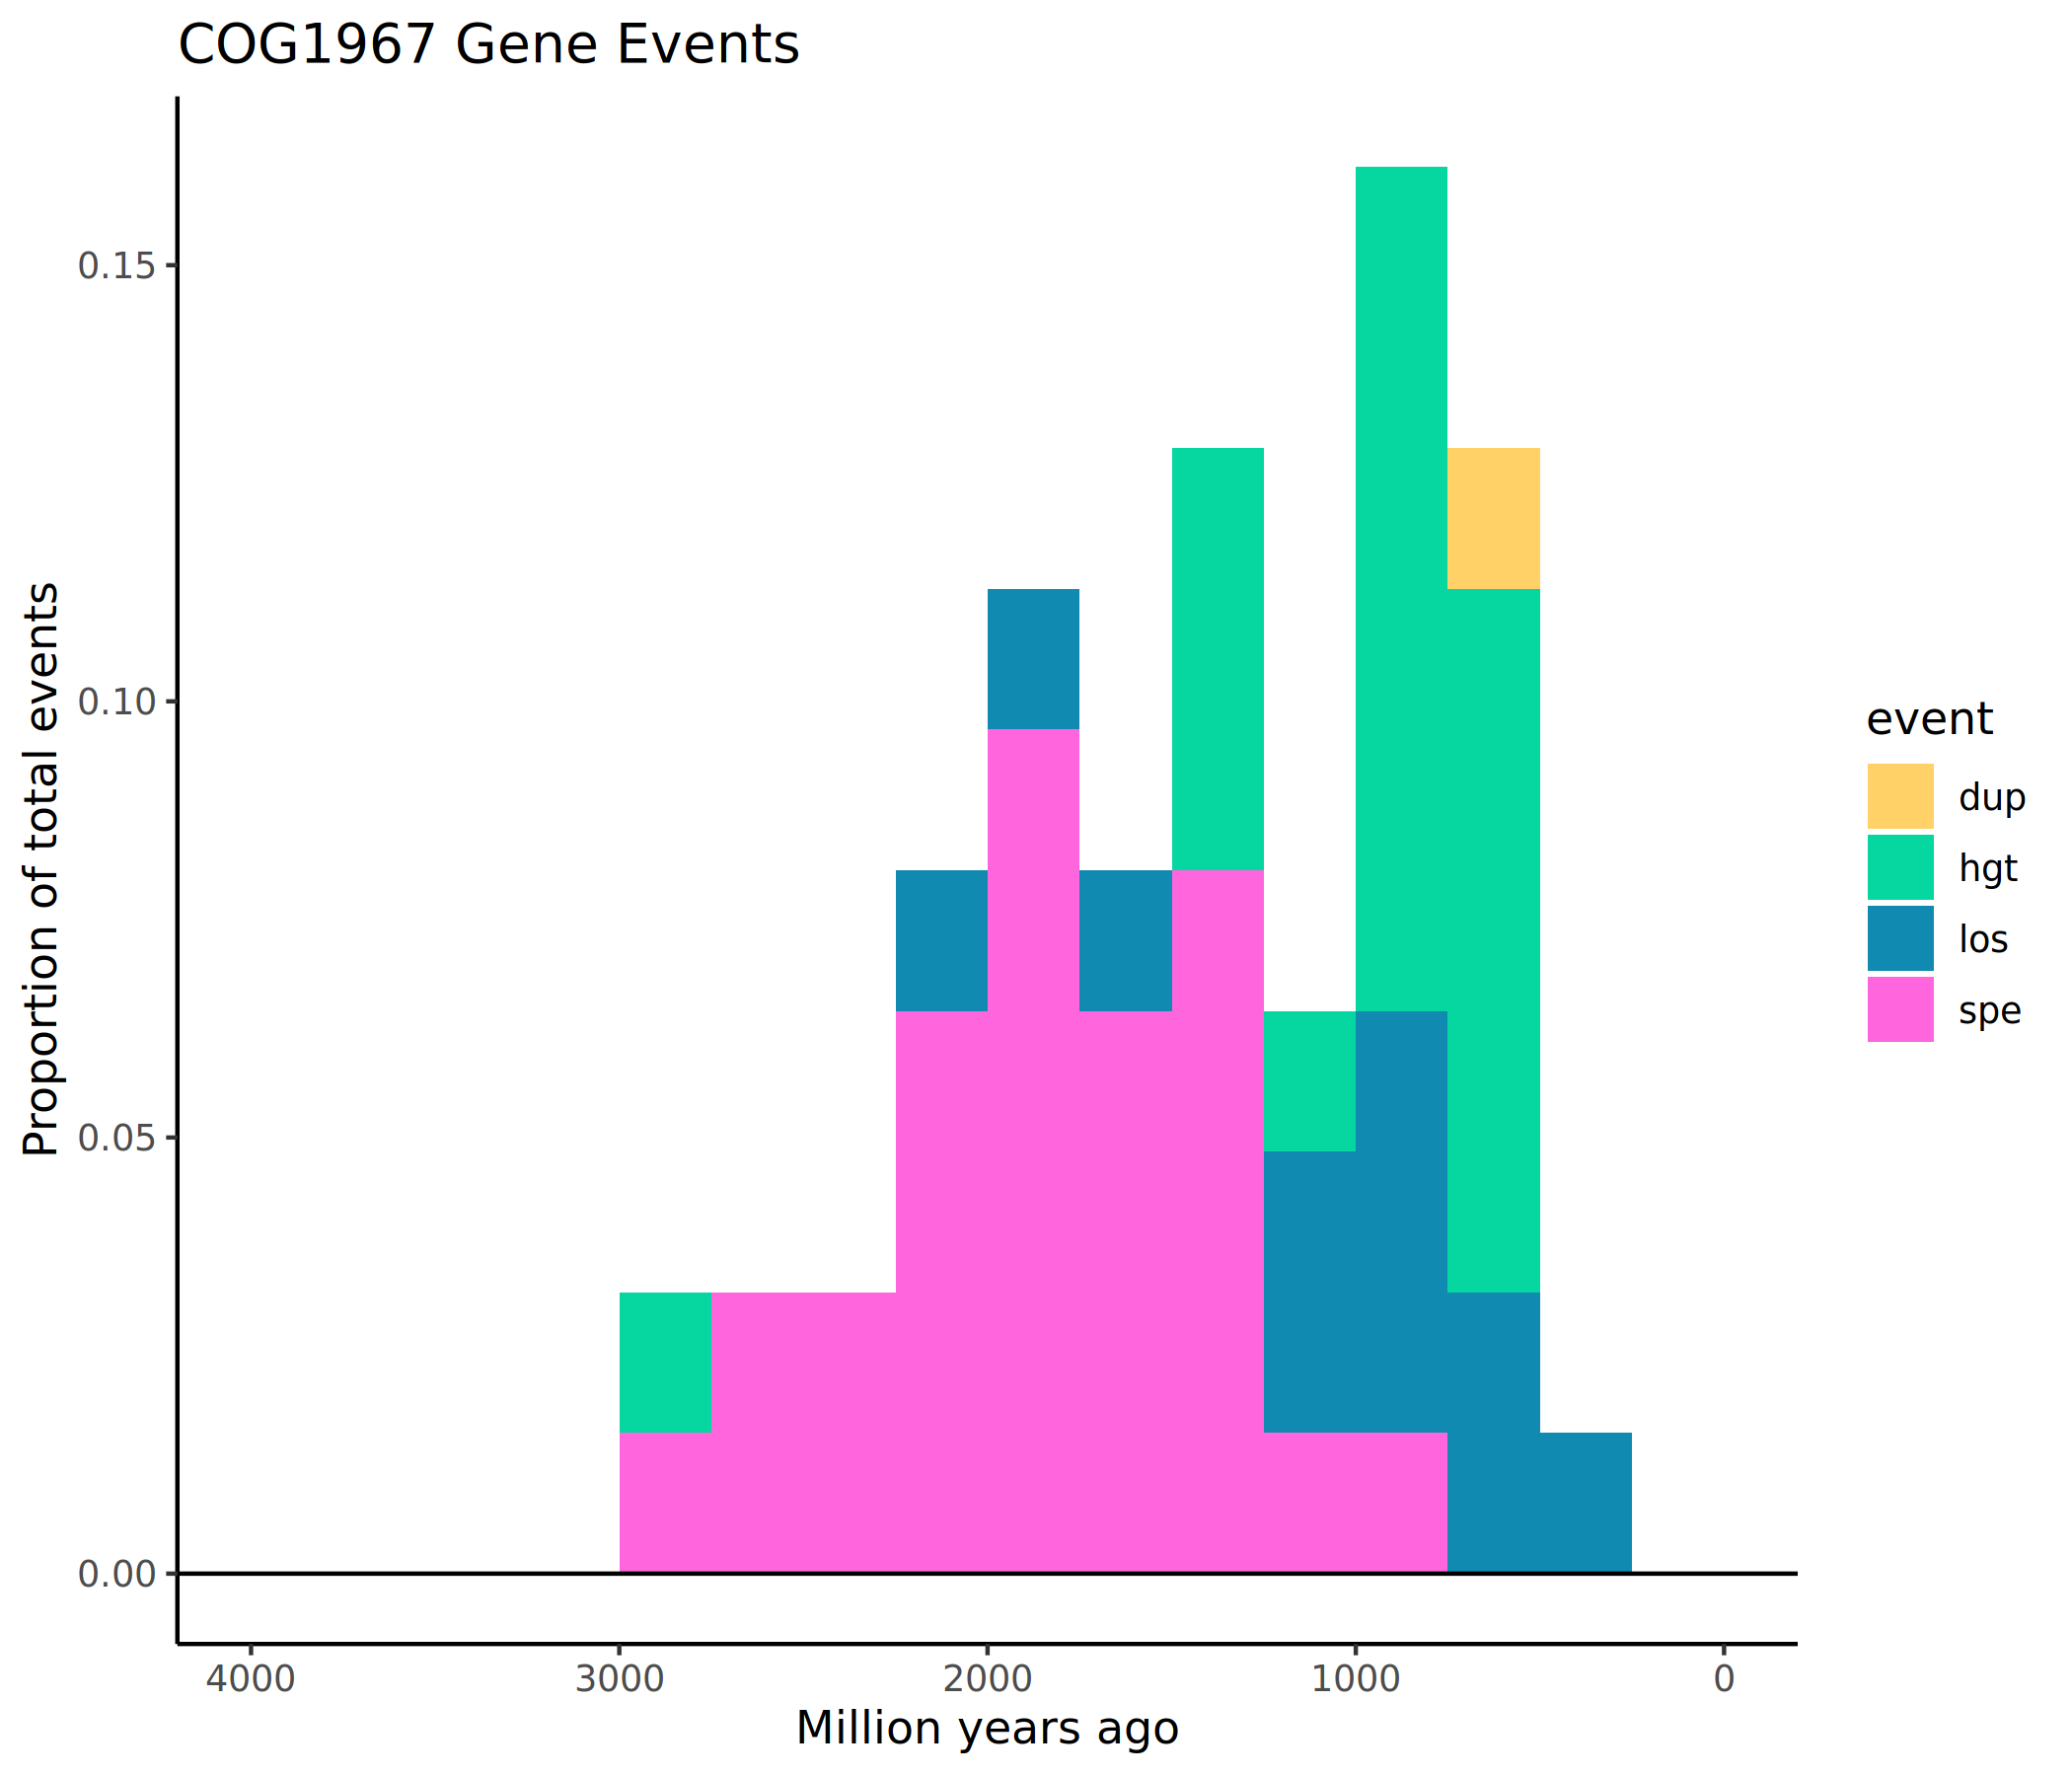 COG1967 Gene Events
Proportion of total events
0.15
0.10
0.05
0.00
4000 3000 2000 1000 0
Million years ago
event
dup
hgt
los
spe